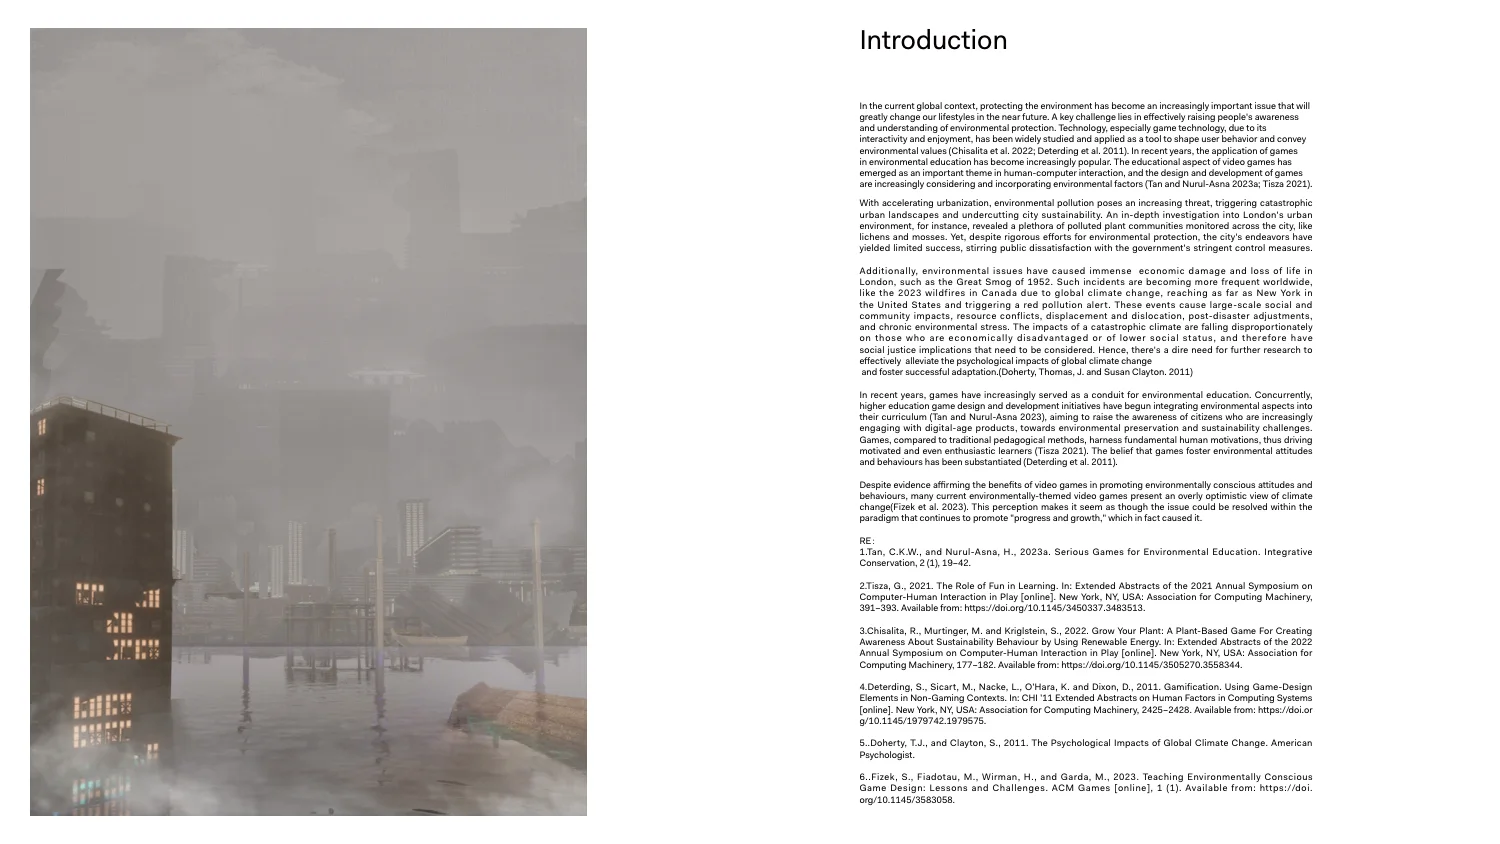 Introduction
In the current global context, protecting the environment has become an increasingly important issue that will
greatly change our lifestyles in the near future. A key challenge lies in effectively raising people's awareness
and understanding of environmental protection. Technology, especially game technology, due to its
interactivity and enjoyment, has been widely studied and applied as a tool to shape user behavior and convey
environmental values (Chisalita et al. 2022; Deterding et al. 2011). In recent years, the application of games
in environmental education has become increasingly popular. The educational aspect of video games has
emerged as an important theme in human-computer interaction, and the design and development of games
are increasingly considering and incorporating environmental factors (Tan and Nurul-Asna 2023a; Tisza 2021).
With accelerating urbanization, environmental pollution poses an increasing threat, triggering catastrophic
urban landscapes and undercutting city sustainability. An in-depth investigation into London's urban
environment, for instance, revealed a plethora of polluted plant communities monitored across the city, like
lichens and mosses. Yet, despite rigorous efforts for environmental protection, the city's endeavors have
yielded limited success, stirring public dissatisfaction with the government's stringent control measures.
Additionally, environmental issues have caused immense economic damage and loss of life in
London, such as the Great Smog of 1952. Such incidents are becoming more frequent worldwide,
like the 2023 wildfires in Canada due to global climate change, reaching as far as New York in
the United States and triggering a red pollution alert. These events cause large-scale social and
community impacts, resource conflicts, displacement and dislocation, post-disaster adjustments,
and chronic environmental stress. The impacts of a catastrophic climate are falling disproportionately
on those who are economically disadvantaged or of lower social status, and therefore have
social justice implications that need to be considered. Hence, there's a dire need for further research to
effectively alleviate the psychological impacts of global climate change
and foster successful adaptation.(Doherty, Thomas, J. and Susan Clayton. 2011)
In recent years, games have increasingly served as a conduit for environmental education. Concurrently,
higher education game design and development initiatives have begun integrating environmental aspects into
their curriculum (Tan and Nurul-Asna 2023), aiming to raise the awareness of citizens who are increasingly
engaging with digital-age products, towards environmental preservation and sustainability challenges.
Games, compared to traditional pedagogical methods, harness fundamental human motivations, thus driving
motivated and even enthusiastic learners (Tisza 2021). The belief that games foster environmental attitudes
and behaviours has been substantiated (Deterding et al. 2011).
Despite evidence affirming the benefits of video games in promoting environmentally conscious attitudes and
behaviours, many current environmentally-themed video games present an overly optimistic view of climate
change(Fizek et al. 2023). This perception makes it seem as though the issue could be resolved within the
paradigm that continues to promote "progress and growth," which in fact caused it.
RE:
1.Tan, C.K.W., and Nurul-Asna, H., 2023a. Serious Games for Environmental Education. Integrative
Conservation, 2 (1), 19–42.
2.Tisza, G., 2021. The Role of Fun in Learning. In: Extended Abstracts of the 2021 Annual Symposium on
Computer-Human Interaction in Play [online]. New York, NY, USA: Association for Computing Machinery,
391–393. Available from: https://doi.org/10.1145/3450337.3483513.
3.Chisalita, R., Murtinger, M. and Kriglstein, S., 2022. Grow Your Plant: A Plant-Based Game For Creating
Awareness About Sustainability Behaviour by Using Renewable Energy. In: Extended Abstracts of the 2022
Annual Symposium on Computer-Human Interaction in Play [online]. New York, NY, USA: Association for
Computing Machinery, 177–182. Available from: https://doi.org/10.1145/3505270.3558344.
4.Deterding, S., Sicart, M., Nacke, L., O'Hara, K. and Dixon, D., 2011. Gamification. Using Game-Design
Elements in Non-Gaming Contexts. In: CHI '11 Extended Abstracts on Human Factors in Computing Systems
[online]. New York, NY, USA: Association for Computing Machinery, 2425–2428. Available from: https://doi.or
g/10.1145/1979742.1979575.
5..Doherty, T.J., and Clayton, S., 2011. The Psychological Impacts of Global Climate Change. American
Psychologist.
6..Fizek, S., Fiadotau, M., Wirman, H., and Garda, M., 2023. Teaching Environmentally Conscious
Game Design: Lessons and Challenges. ACM Games [online], 1 (1). Available from: https://doi.
org/10.1145/3583058.